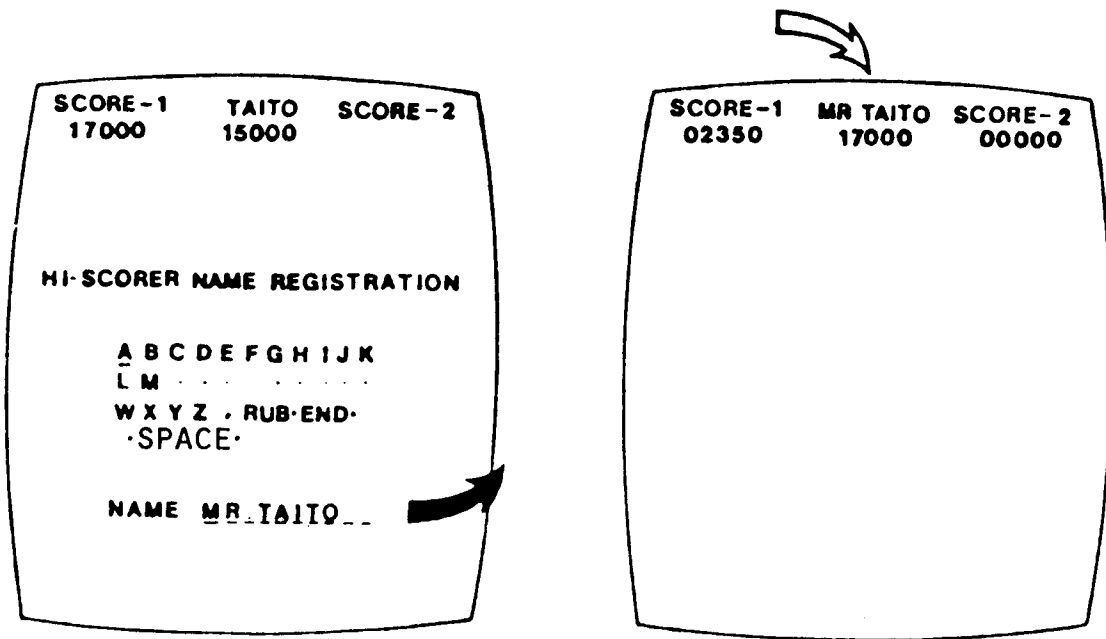 SCORE-1 TAITO SCORE-2
17000 15000
HI-SCORER NAME REGISTRATION
A B C D E F G H I J K
L M · · · · · · · ·
W X Y Z . RUB·END·
·SPACE·
NAME MR.TAITO__
SCORE-1 MR TAITO SCORE-2
02350 17000 00000